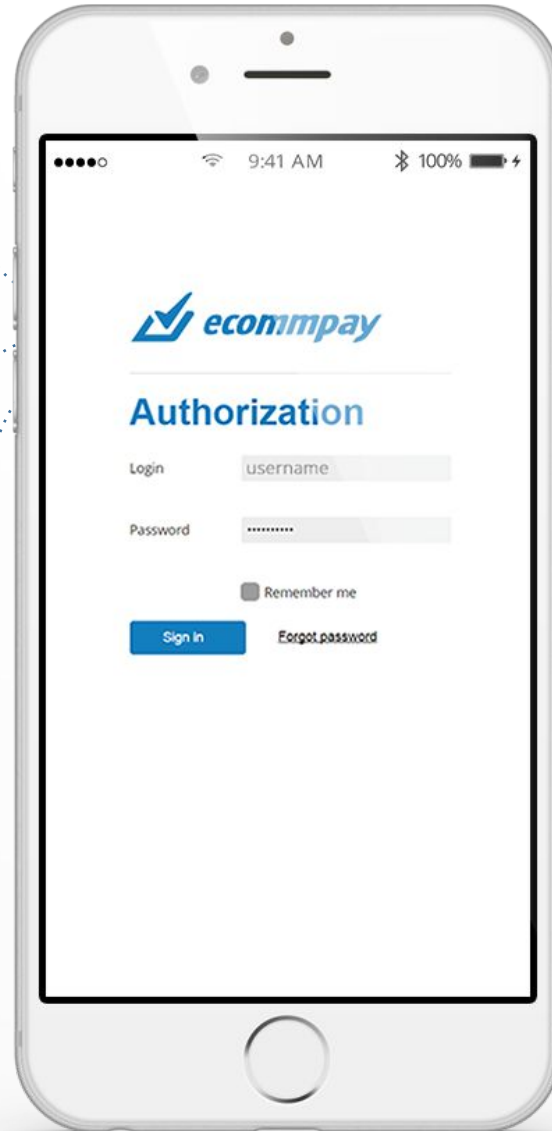 9:41 AM 100%
ecommpay
Authorization
Login username
Password ••••••••••
Remember me
Sign in Forgot password